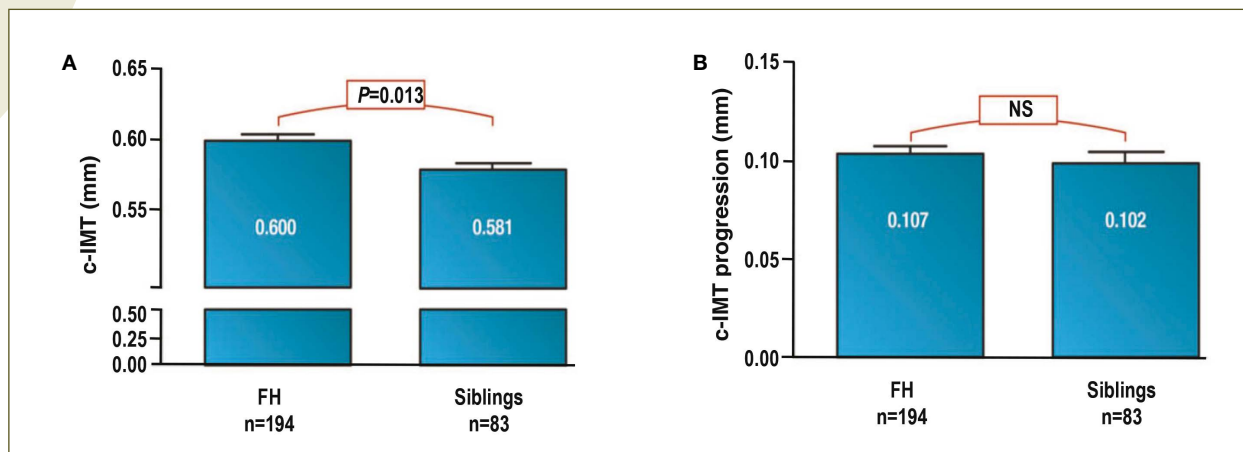 A
c-IMT (mm)
0.65
0.60
0.55
0.50
0.25
0.00
P=0.013
0.600
0.581
FH
n=194
Siblings
n=83
B
c-IMT progression (mm)
0.15
0.10
0.05
0.00
NS
0.107
0.102
FH
n=194
Siblings
n=83